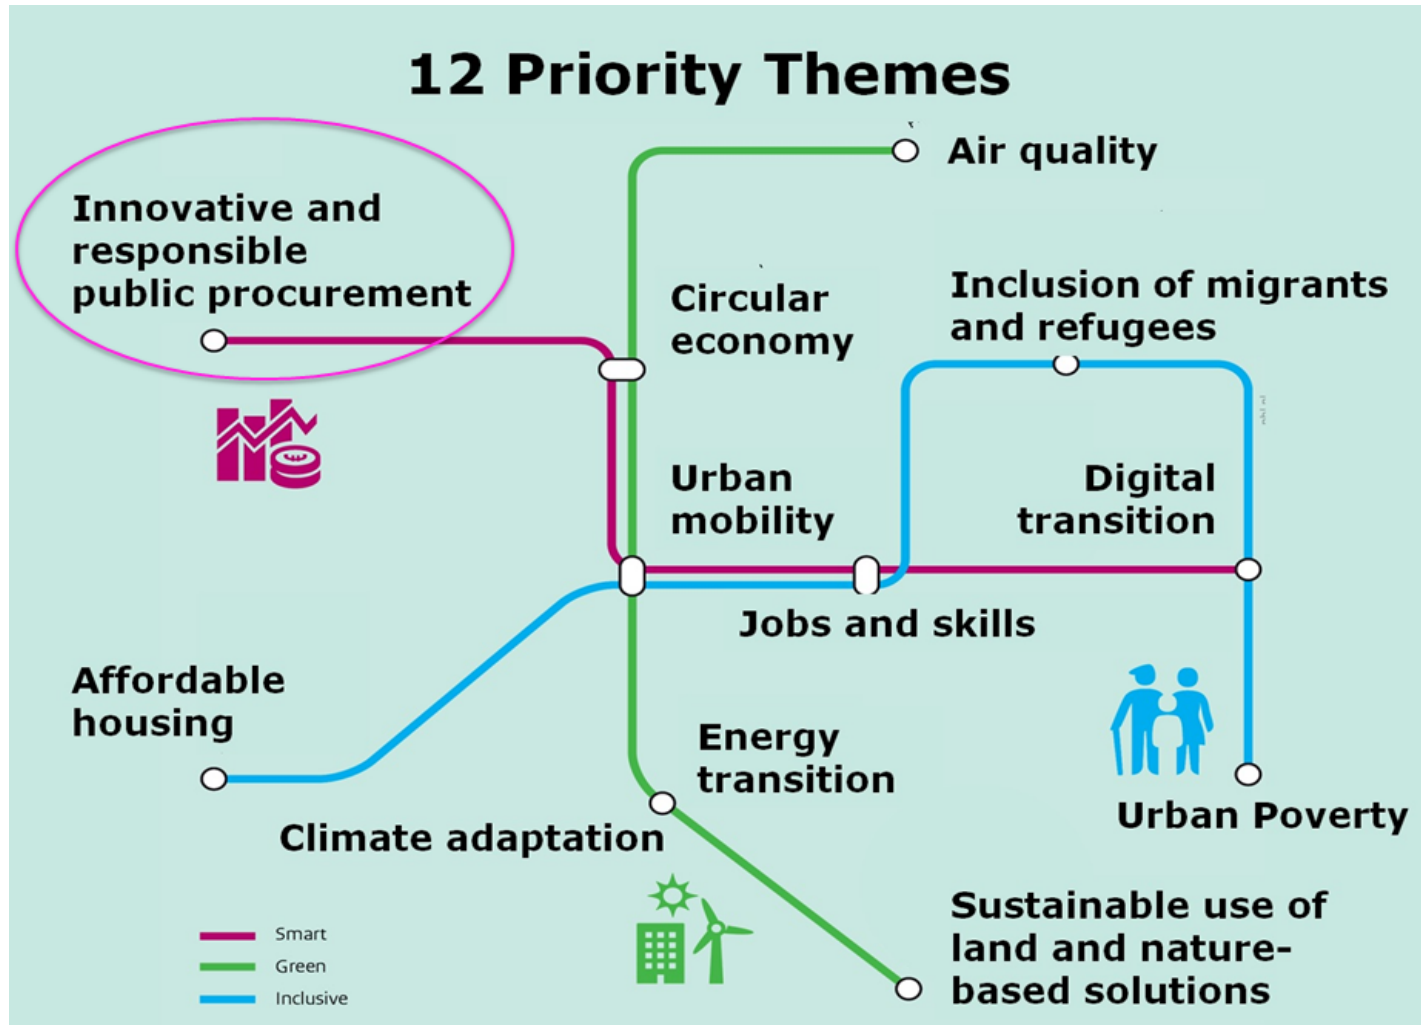 12 Priority Themes
Air quality
Innovative and
responsible
public procurement
Circular
economy
Inclusion of migrants
and refugees
Urban
mobility
Digital
transition
Jobs and skills
Affordable
housing
Energy
transition
Climate adaptation
Urban Poverty
Sustainable use of
land and nature-
based solutions
Smart
Green
Inclusive